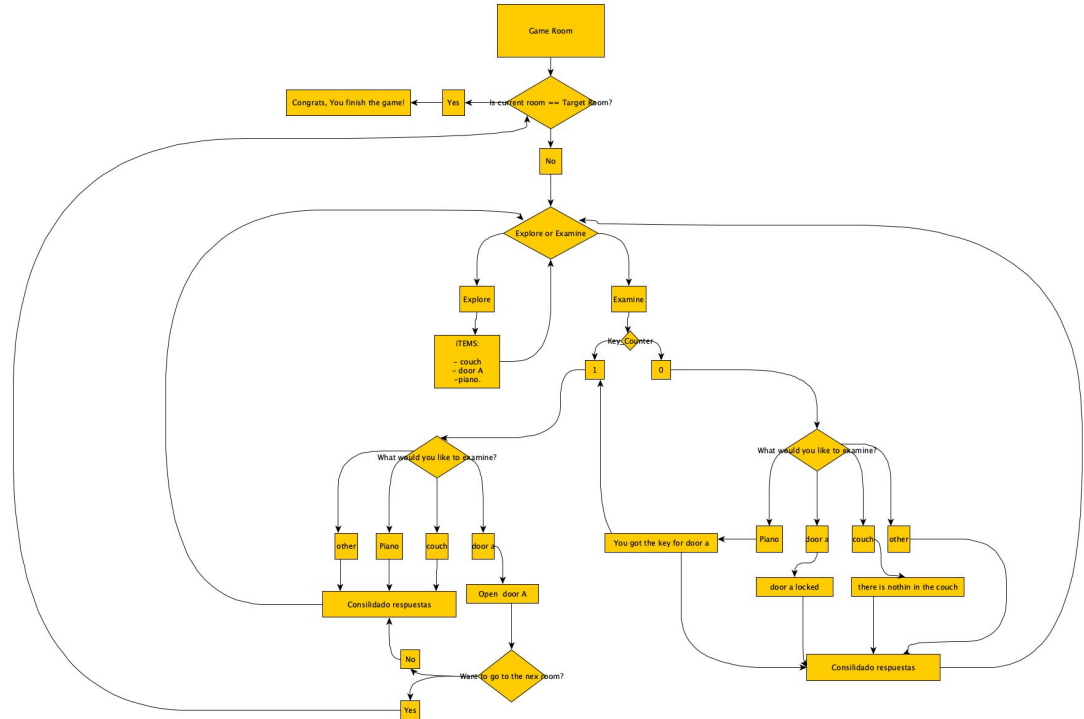 Game Room
Is current room == Target Room?
Yes
Congrats, You finish the game!
No
Explore or Examine
Explore
Examine
iTEMS:
- couch
- door A
-piano.
Key_Counter
1
0
What would you like to examine?
What would you like to examine?
other
Piano
couch
door a
You got the key for door a
Piano
door a
couch
other
Open door A
door a locked
there is nothin in the couch
Consilidado respuestas
No
Want to go to the nex room?
Consilidado respuestas
Yes